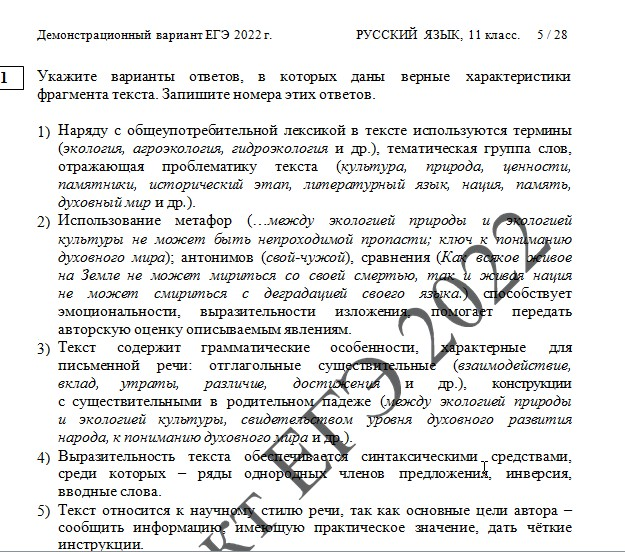 Демонстрационный вариант ЕГЭ 2022 г. РУССКИЙ ЯЗЫК, 11 класс. 5 / 28
1 Укажите варианты ответов, в которых даны верные характеристики
фрагмента текста. Запишите номера этих ответов.
1) Наряду с общеупотребительной лексикой в тексте используются термины
(экология, агроэкология, гидроэкология и др.), тематическая группа слов,
отражающая проблематику текста (культура, природа, ценности,
памятники, исторический этап, литературный язык, нация, память,
духовный мир и др.).
2) Использование метафор (…между экологией природы и экологией
культуры не может быть непроходимой пропасти; ключ к пониманию
духовного мира); антонимов (свой-чужой), сравнения (Как всякое живое
на Земле не может мириться со своей смертью, так и живая нация
не может смириться с деградацией своего языка.) способствует
эмоциональности, выразительности изложения, помогает передать
авторскую оценку описываемым явлениям.
3) Текст содержит грамматические особенности, характерные для
письменной речи: отглагольные существительные (взаимодействие,
вклад, утраты, различие, достижения и др.), конструкции
с существительными в родительном падеже (между экологией природы
и экологией культуры, свидетельством уровня духовного развития
народа, к пониманию духовного мира и др.).
4) Выразительность текста обеспечивается синтаксическими средствами,
среди которых – ряды однородных членов предложения, инверсия,
вводные слова.
5) Текст относится к научному стилю речи, так как основные цели автора –
сообщить информацию, имеющую практическое значение, дать чёткие
инструкции.
КТ ЕГЭ 2022